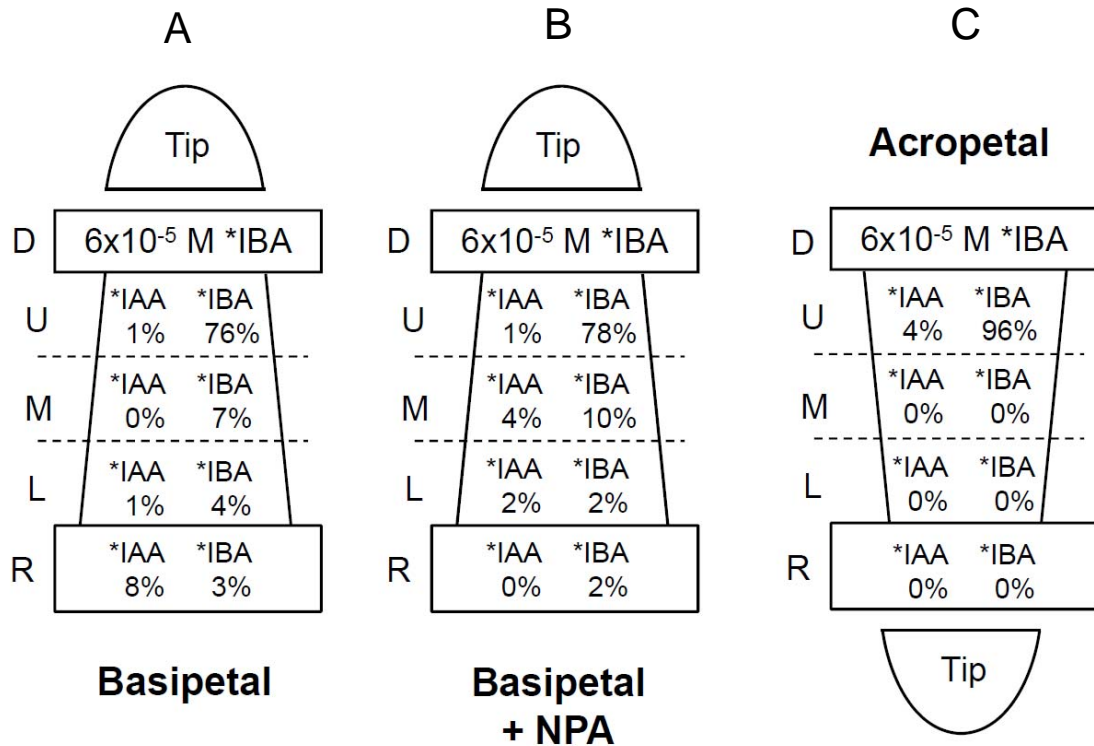 A
Tip
D 6x10⁻⁵ M *IBA
U *IAA *IBA
1% 76%
M *IAA *IBA
0% 7%
L *IAA *IBA
1% 4%
R *IAA *IBA
8% 3%
Basipetal
B
Tip
D 6x10⁻⁵ M *IBA
U *IAA *IBA
1% 78%
M *IAA *IBA
4% 10%
L *IAA *IBA
2% 2%
R *IAA *IBA
0% 2%
Basipetal
+ NPA
C
Acropetal
D 6x10⁻⁵ M *IBA
U *IAA *IBA
4% 96%
M *IAA *IBA
0% 0%
L *IAA *IBA
0% 0%
R *IAA *IBA
0% 0%
Tip